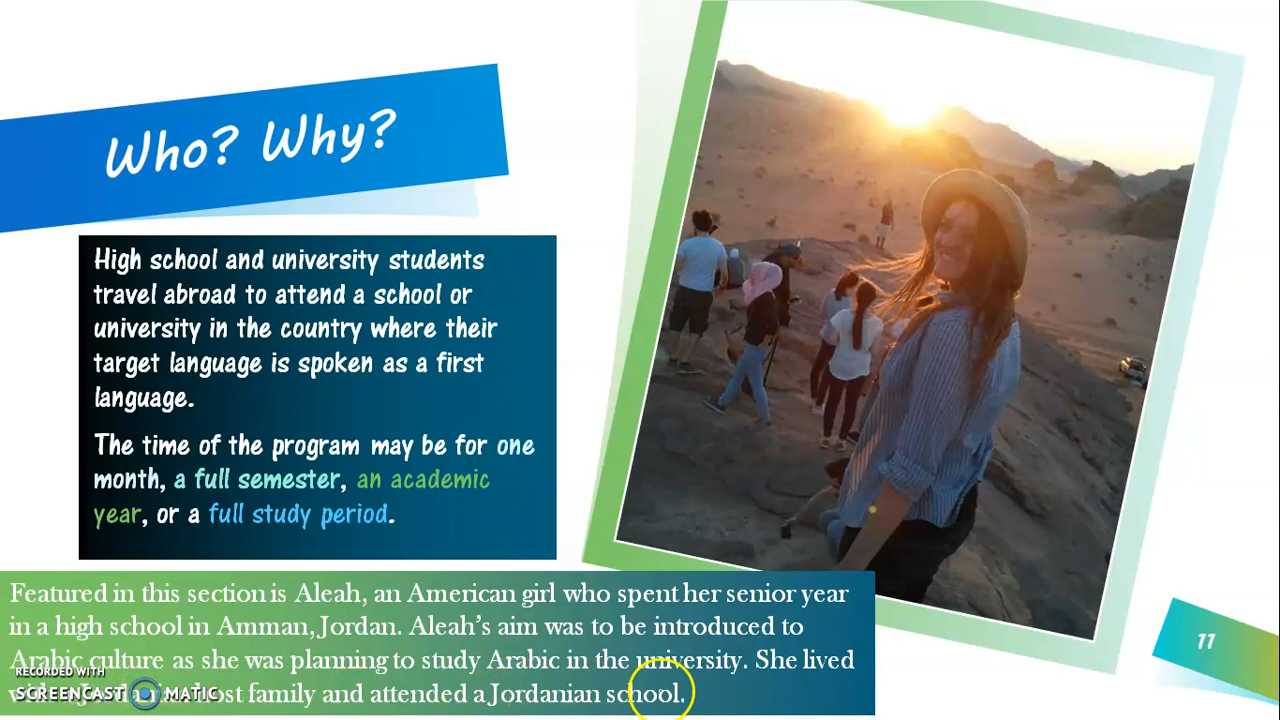 Who? Why?
High school and university students
travel abroad to attend a school or
university in the country where their
target language is spoken as a first
language.
The time of the program may be for one
month, a full semester, an academic
year, or a full study period.
Featured in this section is Aleah, an American girl who spent her senior year
in a high school in Amman, Jordan. Aleah's aim was to be introduced to
Arabic culture as she was planning to study Arabic in the university. She lived
family and attended a Jordanian school.
RECORDED WITH
SCREENCAST MATIC
11